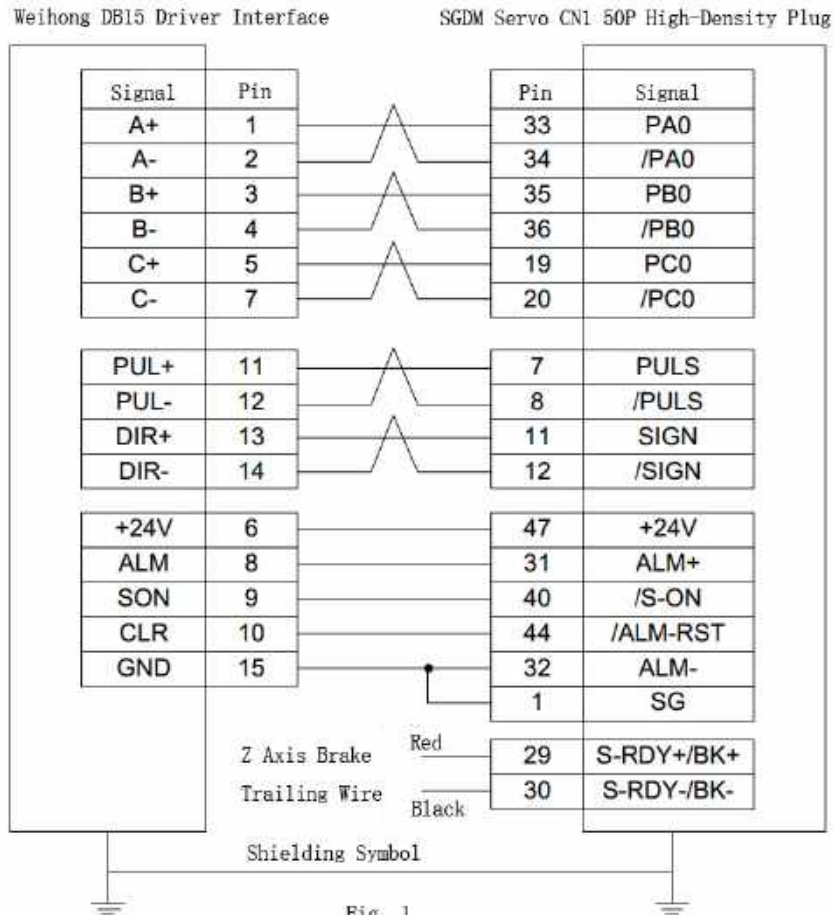 Weihong DB15 Driver Interface SGDM Servo CN1 50P High-Density Plug
Signal Pin Pin Signal
A+ 1 33 PA0
A- 2 34 /PA0
B+ 3 35 PB0
B- 4 36 /PB0
C+ 5 19 PC0
C- 7 20 /PC0
PUL+ 11 7 PULS
PUL- 12 8 /PULS
DIR+ 13 11 SIGN
DIR- 14 12 /SIGN
+24V 6 47 +24V
ALM 8 31 ALM+
SON 9 40 /S-ON
CLR 10 44 /ALM-RST
GND 15 32 ALM-
1 SG
Z Axis Brake Red 29 S-RDY+/BK+
Trailing Wire Black 30 S-RDY-/BK-
Shielding Symbol
Fig. 1